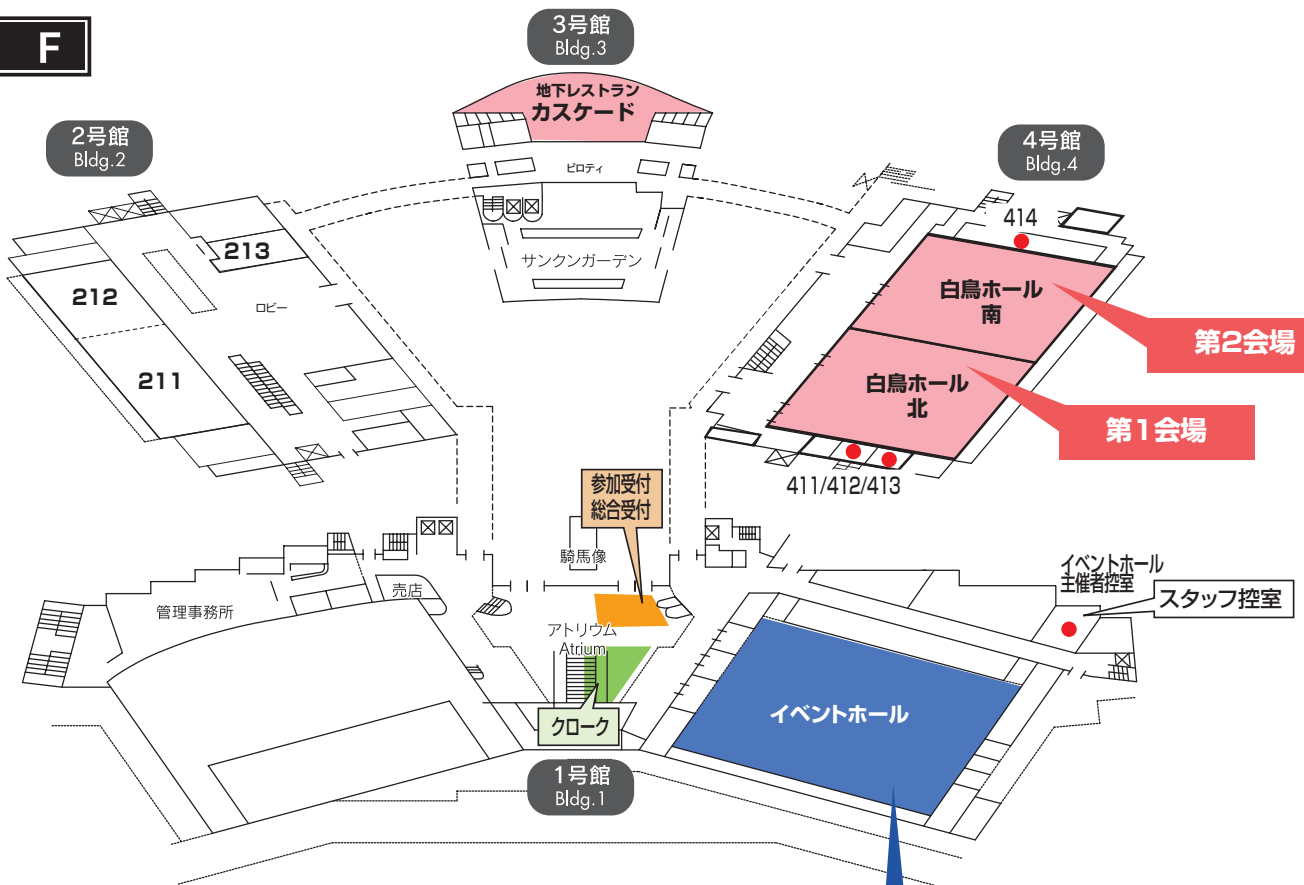 F
3号館
Bldg.3
地下レストラン
カスケード
2号館
Bldg.2
4号館
Bldg.4
ピロティ
414
213
サンクンガーデン
白鳥ホール
南
212
ロビー
第2会場
211
白鳥ホール
北
第1会場
411/412/413
参加受付
総合受付
騎馬像
イベントホール
主催者控室
スタッフ控室
売店
管理事務所
アトリウム
Atrium
イベントホール
クローク
1号館
Bldg.1